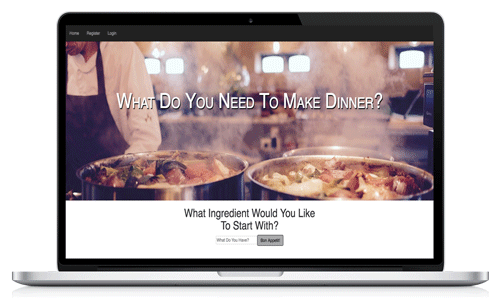 Home Register Login
What Do You Need To Make Dinner?
What Ingredient Would You Like
To Start With?
What Do You Have? Bon Appetit!